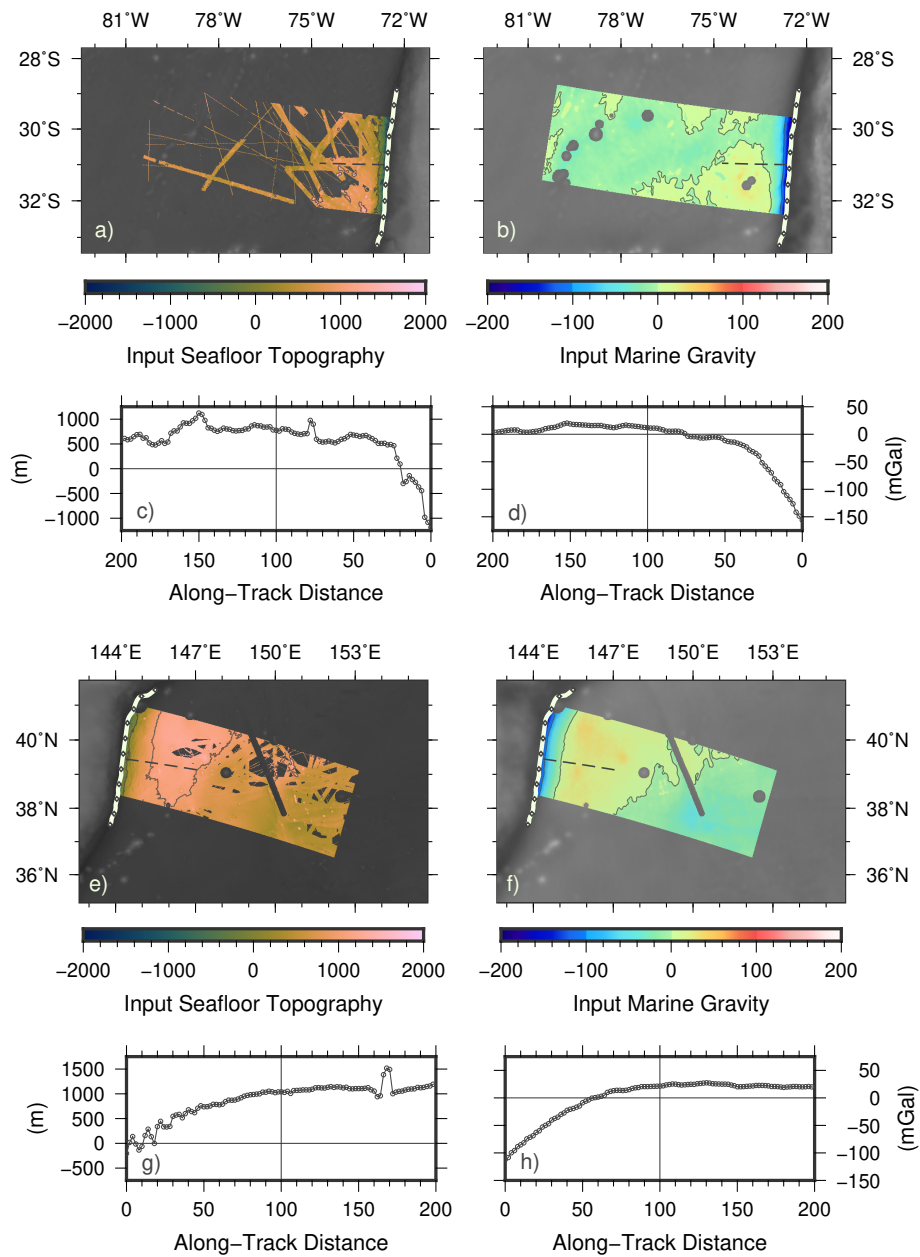 81˚W 78˚W 75˚W 72˚W 81˚W 78˚W 75˚W 72˚W
28˚S 28˚S
30˚S 30˚S
32˚S 32˚S
a) b)
−2000 −1000 0 1000 2000 −200 −100 0 100 200
Input Seafloor Topography Input Marine Gravity
1000 50
500 0
0 −50
−500 −100
−1000 −150
(m) (mGal)
c) d)
200 150 100 50 0 200 150 100 50 0
Along−Track Distance Along−Track Distance
144˚E 147˚E 150˚E 153˚E 144˚E 147˚E 150˚E 153˚E
40˚N 40˚N
38˚N 38˚N
36˚N 36˚N
e) f)
−2000 −1000 0 1000 2000 −200 −100 0 100 200
Input Seafloor Topography Input Marine Gravity
1500 50
1000 0
500 −50
0 −100
−500 −150
(m) (mGal)
g) h)
0 50 100 150 200 0 50 100 150 200
Along−Track Distance Along−Track Distance